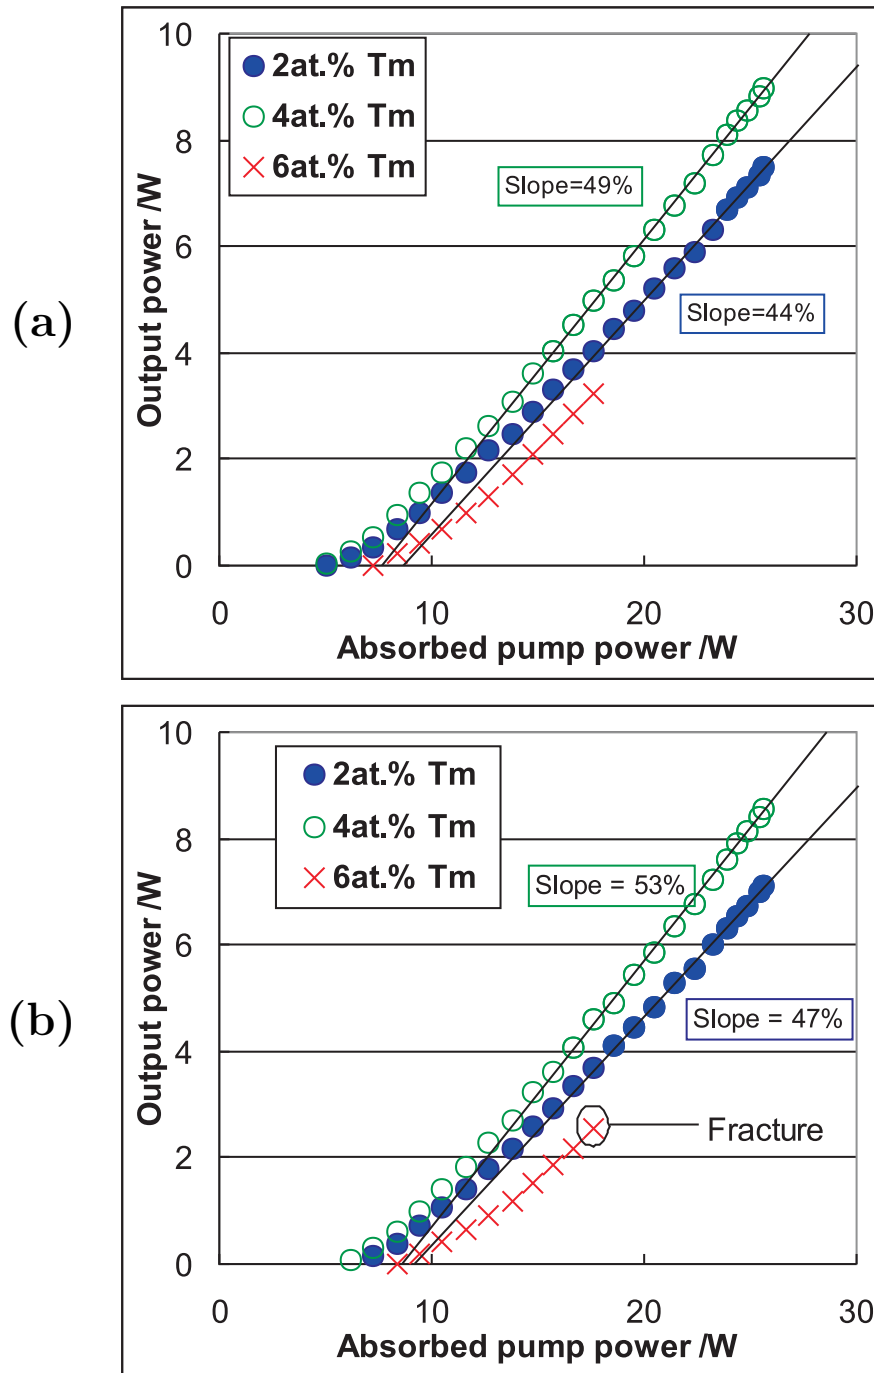 (a)
10
8
6
4
2
0
Output power /W
2at.% Tm
4at.% Tm
6at.% Tm
Slope=49%
Slope=44%
0 10 20 30
Absorbed pump power /W
(b)
10
8
6
4
2
0
Output power /W
2at.% Tm
4at.% Tm
6at.% Tm
Slope = 53%
Slope = 47%
Fracture
0 10 20 30
Absorbed pump power /W